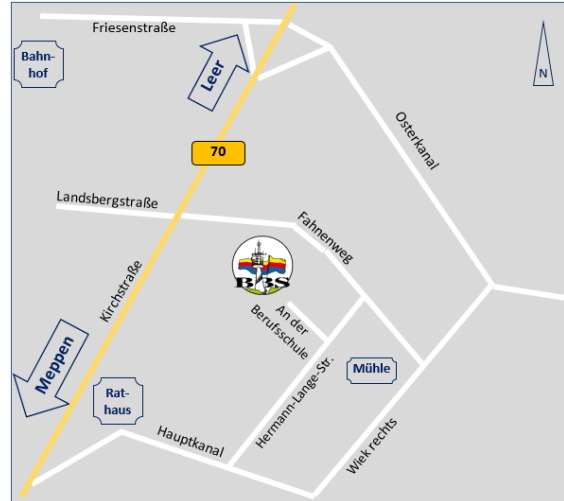 Friesenstraße
Bahn-
hof
Leer
N
Osterkanal
70
Landsbergstraße
Fahnenweg
Kirchstraße
BBS
An der
Berufsschule
Meppen
Mühle
Hermann-Lange-Str.
Rat-
haus
Hauptkanal
Wiek rechts